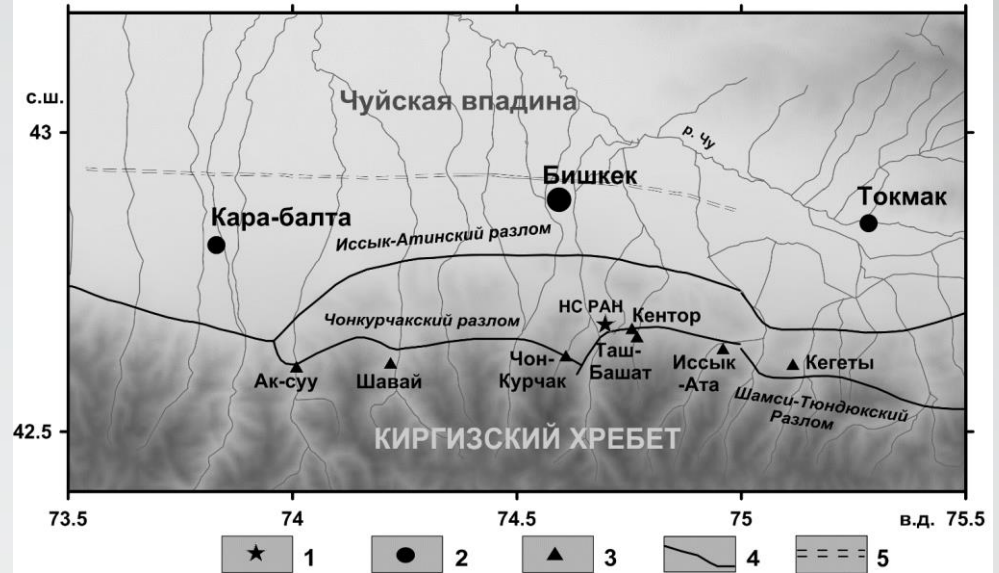 с.ш.
43
42.5
Чуйская впадина
р. Чу
Бишкек
Токмак
Кара-балта
Иссык-Атинский разлом
НС РАН
Кентор
Чонкурчакский разлом
Чон-
Курчак
Таш-
Башат
Иссык
-Ата
Кегеты
Ак-суу
Шавай
Шамси-Тюндюкский
Разлом
КИРГИЗСКИЙ ХРЕБЕТ
73.5
74
74.5
75
в.д.
75.5
1
2
3
4
5